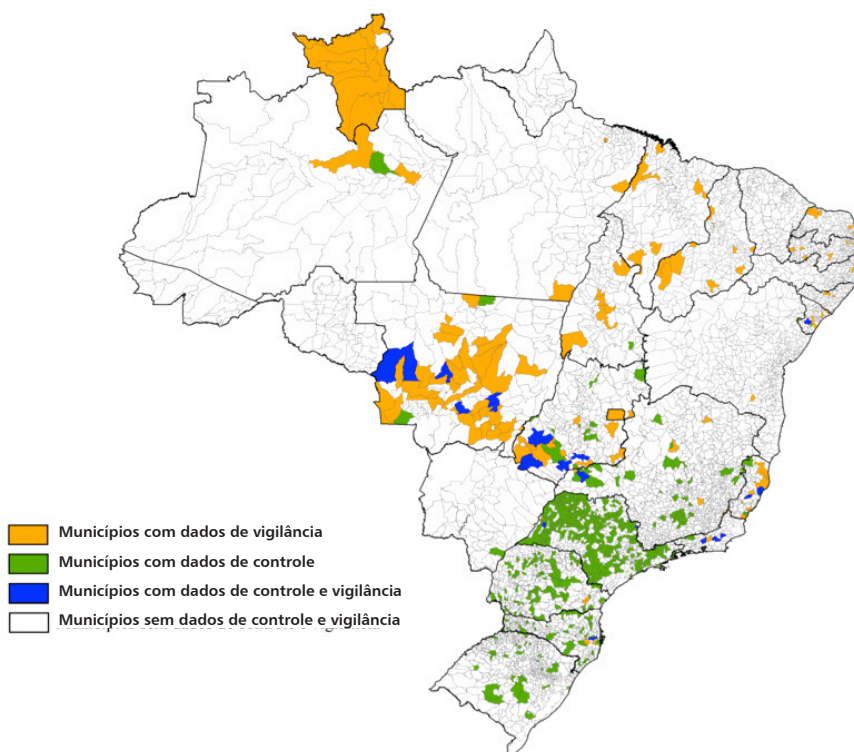 Municípios com dados de vigilância
Municípios com dados de controle
Municípios com dados de controle e vigilância
Municípios sem dados de controle e vigilância